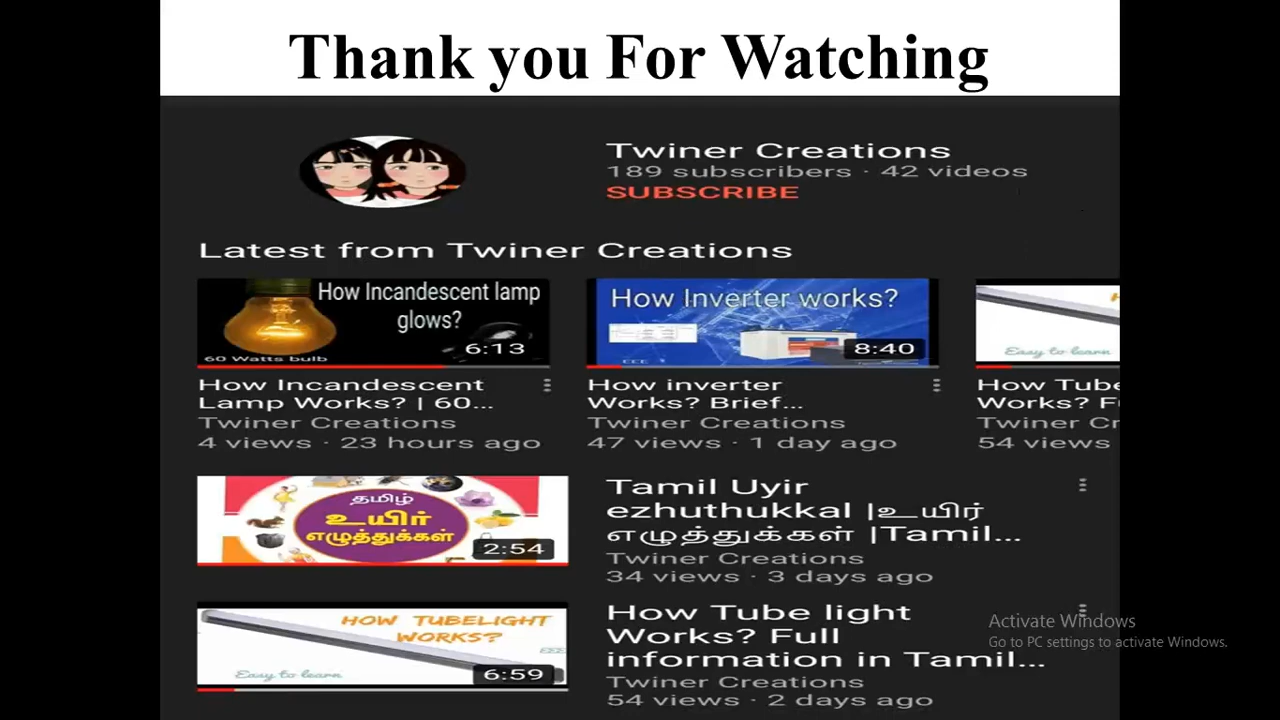 Thank you For Watching
Twiner Creations
189 subscribers · 42 videos
SUBSCRIBE
Latest from Twiner Creations
How Incandescent lamp
glows?
60 Watts bulb
6:13
How Incandescent
Lamp Works? | 60...
Twiner Creations
4 views · 23 hours ago
How Inverter works?
8:40
How inverter
Works? Brief...
Twiner Creations
47 views · 1 day ago
Easy to learn
How Tube
Works? F
Twiner Cr
54 views
தமிழ்
உயிர்
எழுத்துக்கள்
2:54
Tamil Uyir
ezhuthukkal |உயிர்
எழுத்துக்கள் |Tamil...
Twiner Creations
34 views · 3 days ago
HOW TUBELIGHT
WORKS?
Easy to learn
6:59
How Tube light
Works? Full
information in Tamil...
Twiner Creations
54 views · 2 days ago
Activate Windows
Go to PC settings to activate Windows.